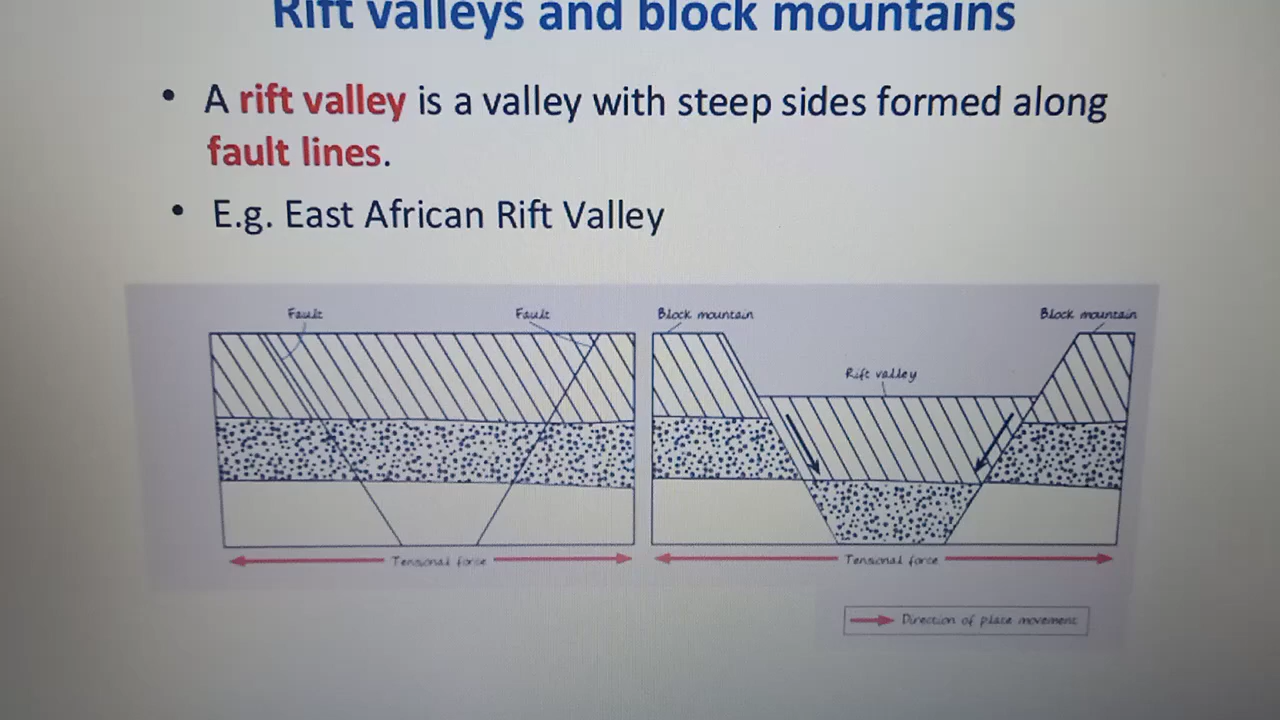 Rift valleys and block mountains
• A rift valley is a valley with steep sides formed along
fault lines.
• E.g. East African Rift Valley
Fault
Fault
Block mountain
Block mountain
Rift valley
Tensional force
Tensional force
Direction of plate movement